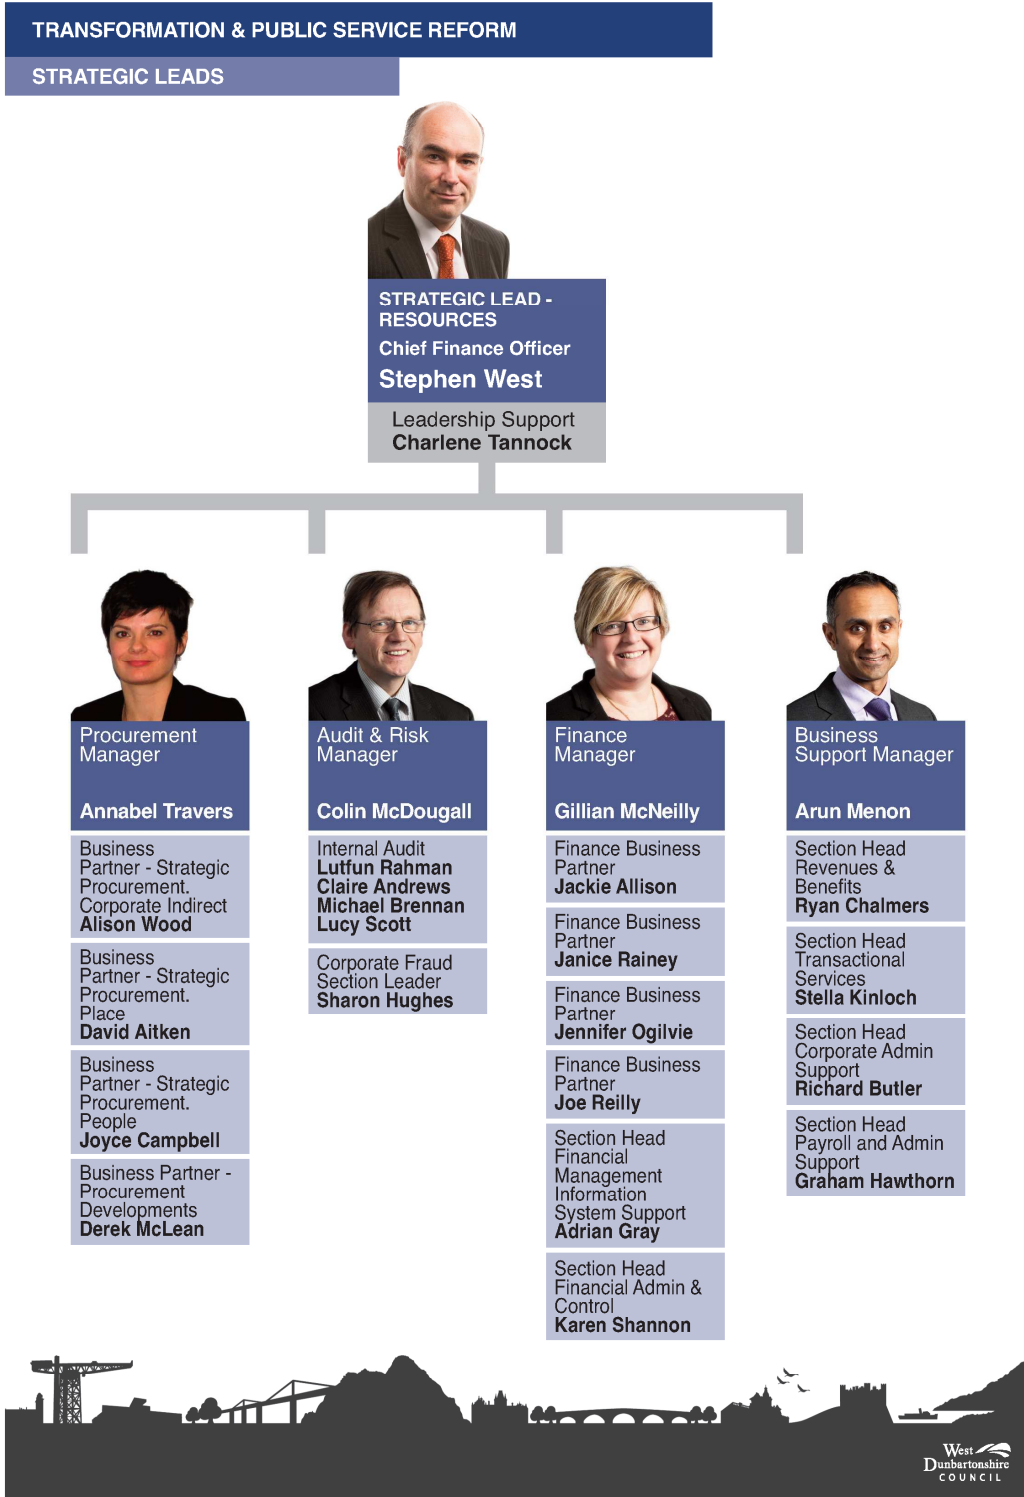 TRANSFORMATION & PUBLIC SERVICE REFORM
STRATEGIC LEADS
STRATEGIC LEAD -
RESOURCES
Chief Finance Officer
Stephen West
Leadership Support
Charlene Tannock
Procurement
Manager
Annabel Travers
Business
Partner - Strategic
Procurement.
Corporate Indirect
Alison Wood
Business
Partner - Strategic
Procurement.
Place
David Aitken
Business
Partner - Strategic
Procurement.
People
Joyce Campbell
Business Partner -
Procurement
Developments
Derek McLean
Audit & Risk
Manager
Colin McDougall
Internal Audit
Lutfun Rahman
Claire Andrews
Michael Brennan
Lucy Scott
Corporate Fraud
Section Leader
Sharon Hughes
Finance
Manager
Gillian McNeilly
Finance Business
Partner
Jackie Allison
Finance Business
Partner
Janice Rainey
Finance Business
Partner
Jennifer Ogilvie
Finance Business
Partner
Joe Reilly
Section Head
Financial
Management
Information
System Support
Adrian Gray
Section Head
Financial Admin &
Control
Karen Shannon
Business
Support Manager
Arun Menon
Section Head
Revenues &
Benefits
Ryan Chalmers
Section Head
Transactional
Services
Stella Kinloch
Section Head
Corporate Admin
Support
Richard Butler
Section Head
Payroll and Admin
Support
Graham Hawthorn
West
Dunbartonshire
COUNCIL